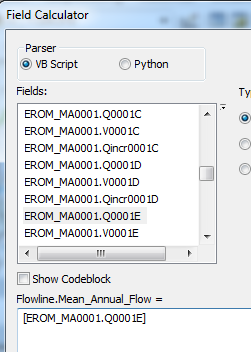 Field Calculator
Parser
VB Script
Python
Fields:
Ty
EROM_MA0001.Q0001C
EROM_MA0001.V0001C
EROM_MA0001.Qincr0001C
EROM_MA0001.Q0001D
EROM_MA0001.V0001D
EROM_MA0001.Qincr0001D
EROM_MA0001.Q0001E
EROM_MA0001.V0001E
Show Codeblock
Flowline.Mean_Annual_Flow =
[EROM_MA0001.Q0001E]